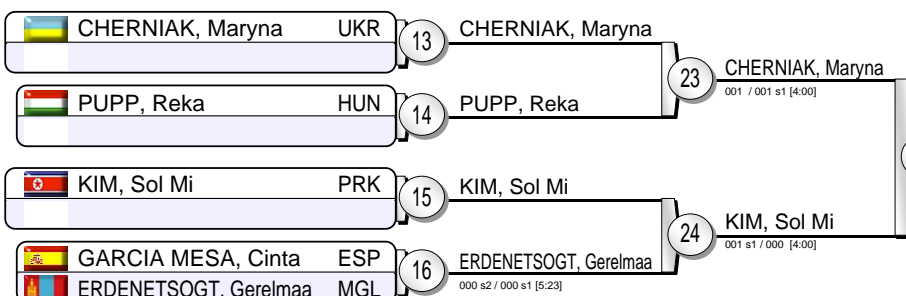 CHERNIAK, Maryna UKR
13
CHERNIAK, Maryna
23
CHERNIAK, Maryna
001 / 001 s1 [4:00]
PUPP, Reka HUN
14
PUPP, Reka
KIM, Sol Mi PRK
15
KIM, Sol Mi
24
KIM, Sol Mi
001 s1 / 000 [4:00]
GARCIA MESA, Cinta ESP
16
ERDENETSOGT, Gerelmaa
000 s2 / 000 s1 [5:23]
ERDENETSOGT, Gerelmaa MGL